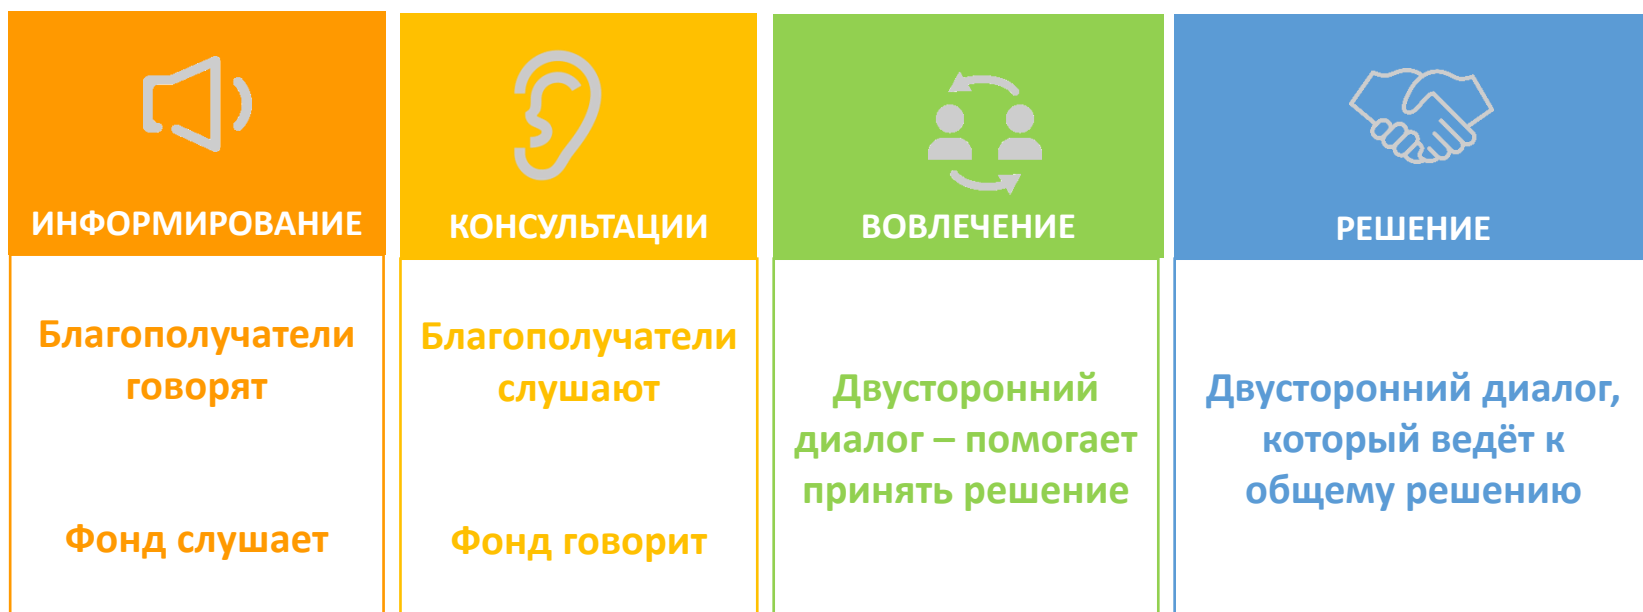 ИНФОРМИРОВАНИЕ
Благополучатели
говорят
Фонд слушает
КОНСУЛЬТАЦИИ
Благополучатели
слушают
Фонд говорит
ВОВЛЕЧЕНИЕ
Двусторонний
диалог – помогает
принять решение
РЕШЕНИЕ
Двусторонний диалог,
который ведёт к
общему решению